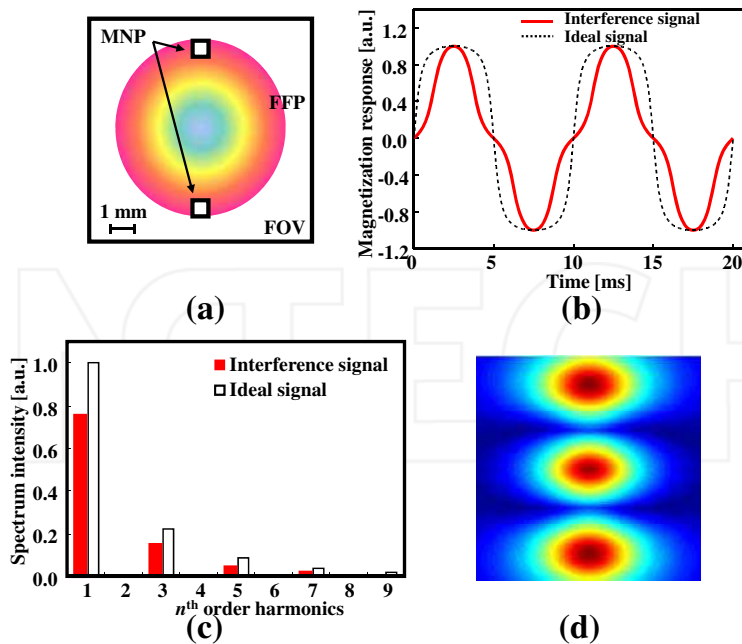 MNP
FFP
1 mm
FOV
(a)
Magnetization response [a.u.]
1.2
0.8
0.4
0.0
-0.4
-0.8
-1.2
0
5
10
15
20
Time [ms]
Interference signal
Ideal signal
(b)
Spectrum intensity [a.u.]
1.0
0.8
0.6
0.4
0.2
0.0
1 2 3 4 5 6 7 8 9
nth order harmonics
Interference signal
Ideal signal
(c)
(d)